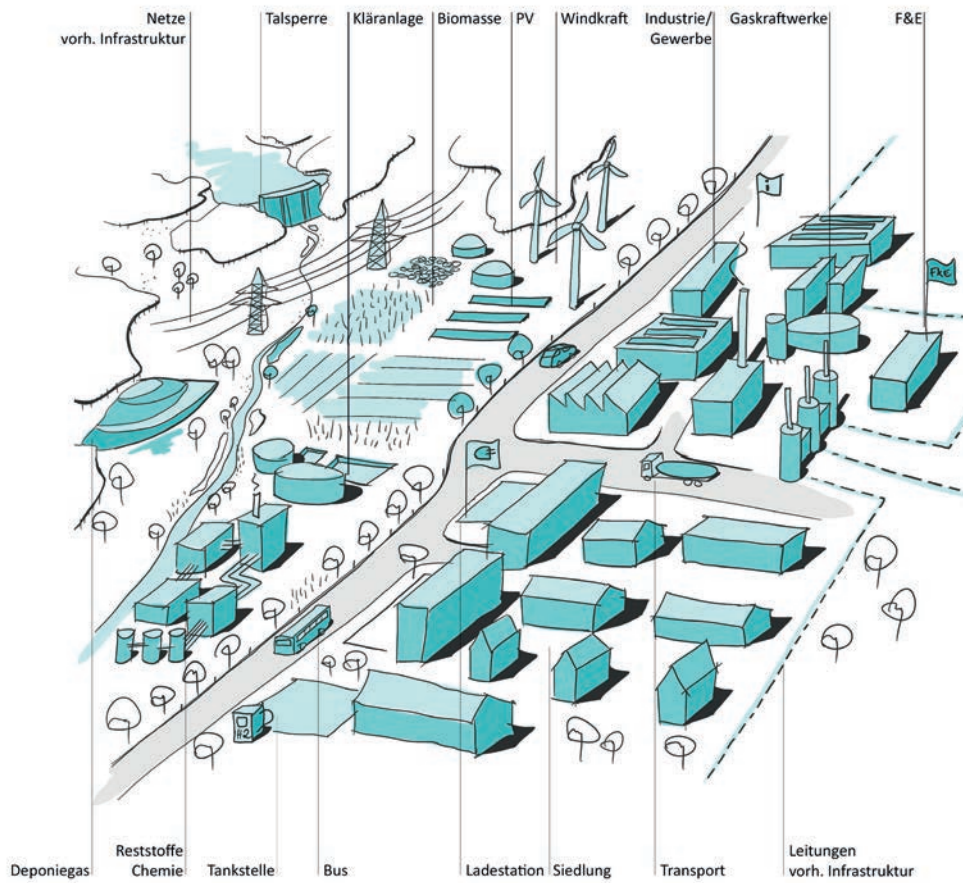 Netze
vorh. Infrastruktur
Talsperre
Kläranlage
Biomasse
PV
Windkraft
Industrie/
Gewerbe
Gaskraftwerke
F&E
i
F&E
H2
Deponiegas
Reststoffe
Chemie
Tankstelle
Bus
Ladestation
Siedlung
Transport
Leitungen
vorh. Infrastruktur